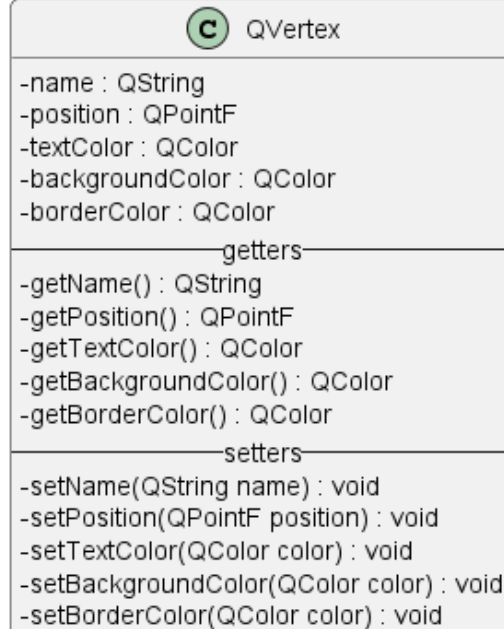 C QVertex
-name : QString
-position : QPointF
-textColor : QColor
-backgroundColor : QColor
-borderColor : QColor
getters
-getName() : QString
-getPosition() : QPointF
-getTextColor() : QColor
-getBackgroundColor() : QColor
-getBorderColor() : QColor
setters
-setName(QString name) : void
-setPosition(QPointF position) : void
-setTextColor(QColor color) : void
-setBackgroundColor(QColor color) : void
-setBorderColor(QColor color) : void